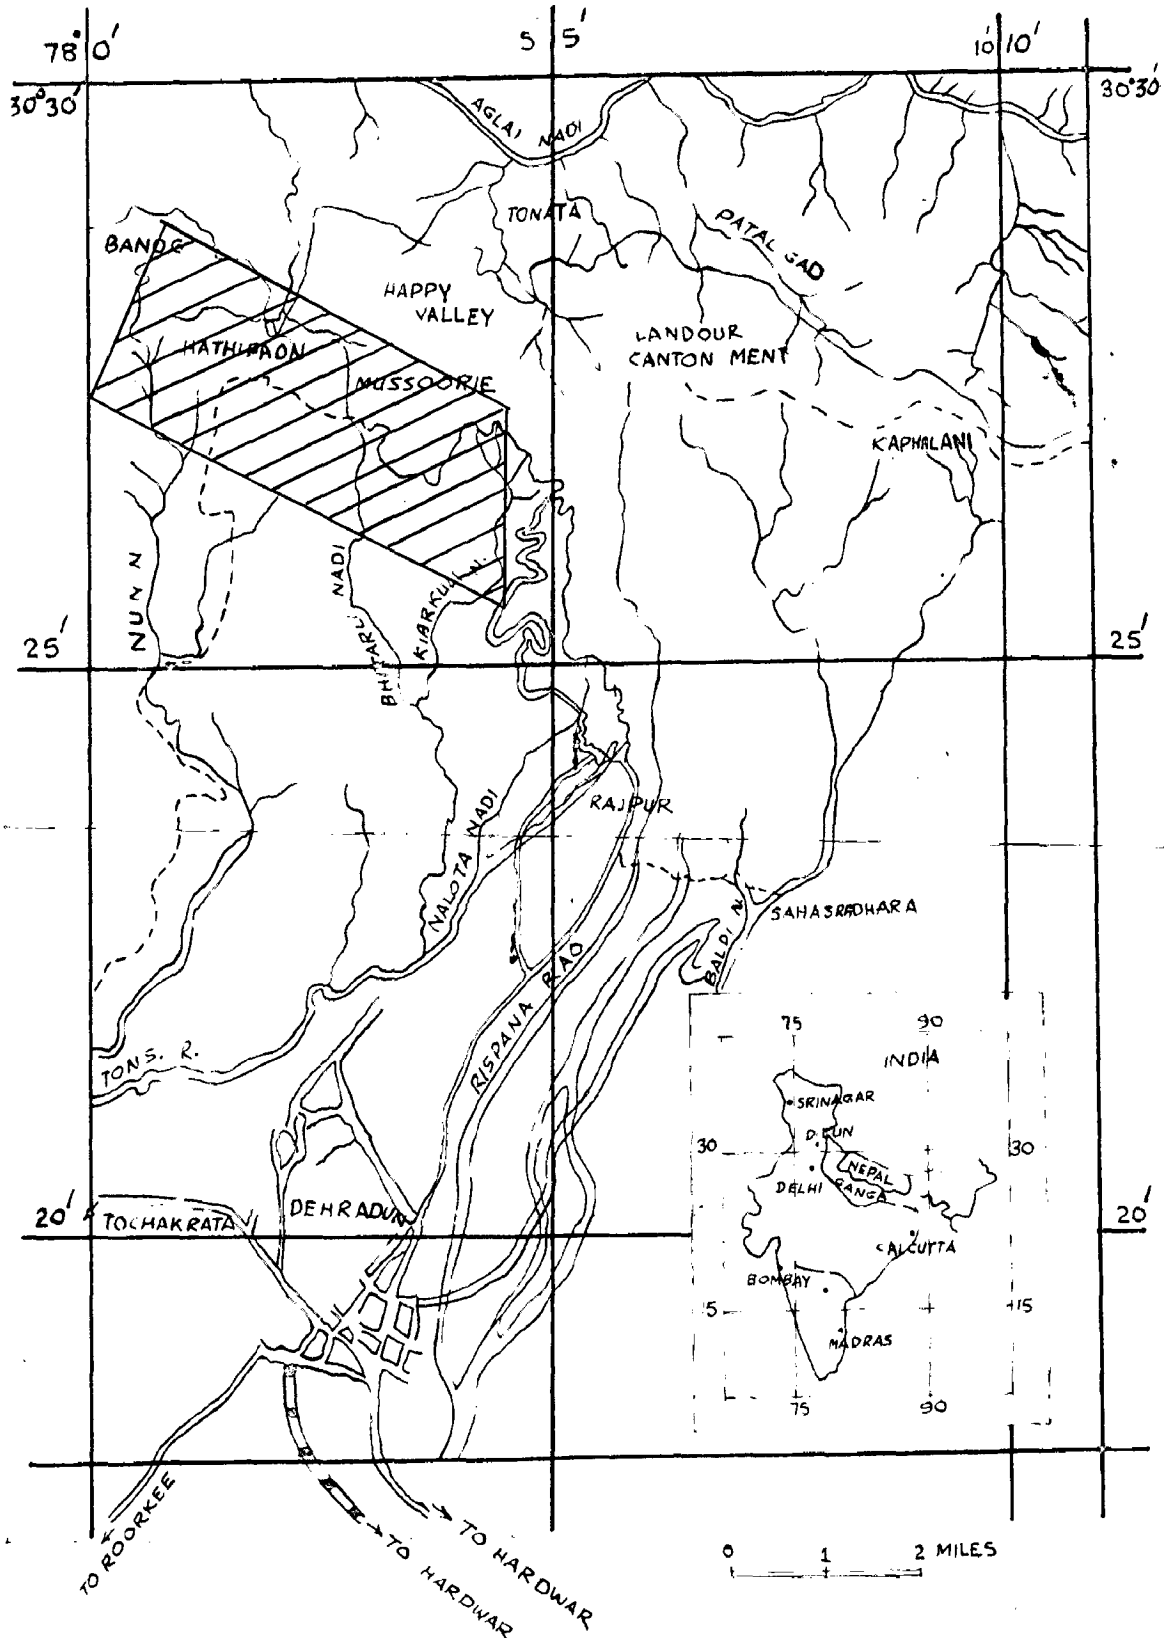 78°0'
5 5'
10' 10'
30°30'
30°30'
AGLAI NADI
TONATA
PATAL GAD
BANOG
HAPPY
VALLEY
LANDOUR
CANTON MENT
HATHIPAON
MUSSOORIE
KAPHALANI
NUN N
BHITARLI NADI
KIARKULI N.
25'
25'
RAJPUR
NALOTA NADI
SAHASRADHARA
BALDI N.
RISPANA RAO
TONS. R.
75
90
INDIA
SRINAGAR
D.DUN
30
30
NEPAL
DELHI
GANGA
DEHRADUN
20'
TO CHAKRATA
20'
CALCUTTA
BOMBAY
15
15
MADRAS
75
90
TO ROORKEE
TO HARDWAR
TO HARDWAR
0 1 2 MILES